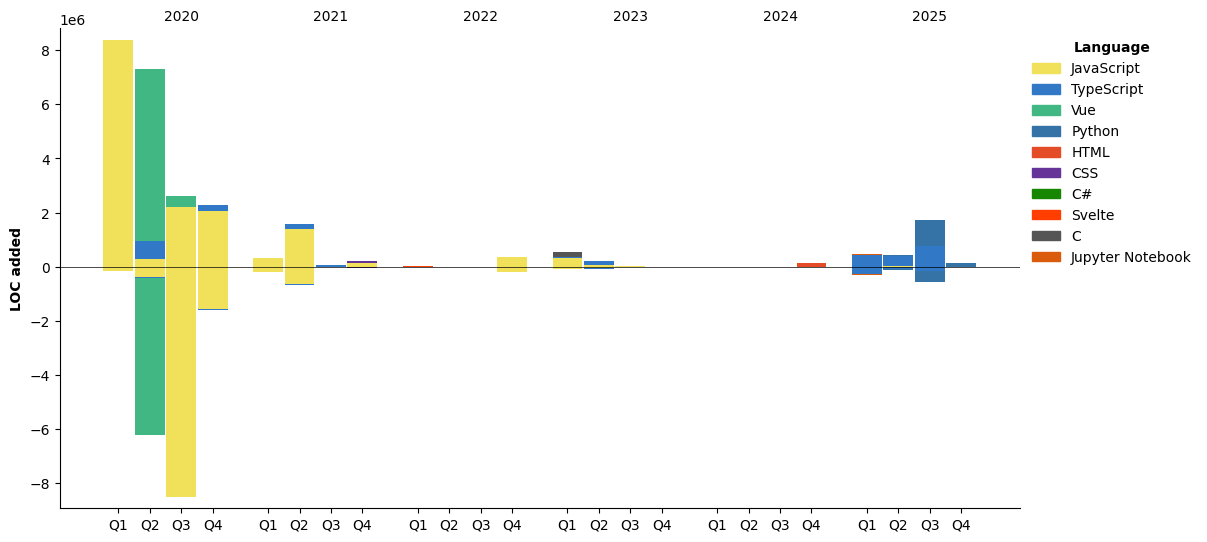 1e6
2020 2021 2022 2023 2024 2025
8
6
4
2
0
−2
−4
−6
−8
LOC added
Q1 Q2 Q3 Q4 Q1 Q2 Q3 Q4 Q1 Q2 Q3 Q4 Q1 Q2 Q3 Q4 Q1 Q2 Q3 Q4 Q1 Q2 Q3 Q4
Language
JavaScript
TypeScript
Vue
Python
HTML
CSS
C#
Svelte
C
Jupyter Notebook